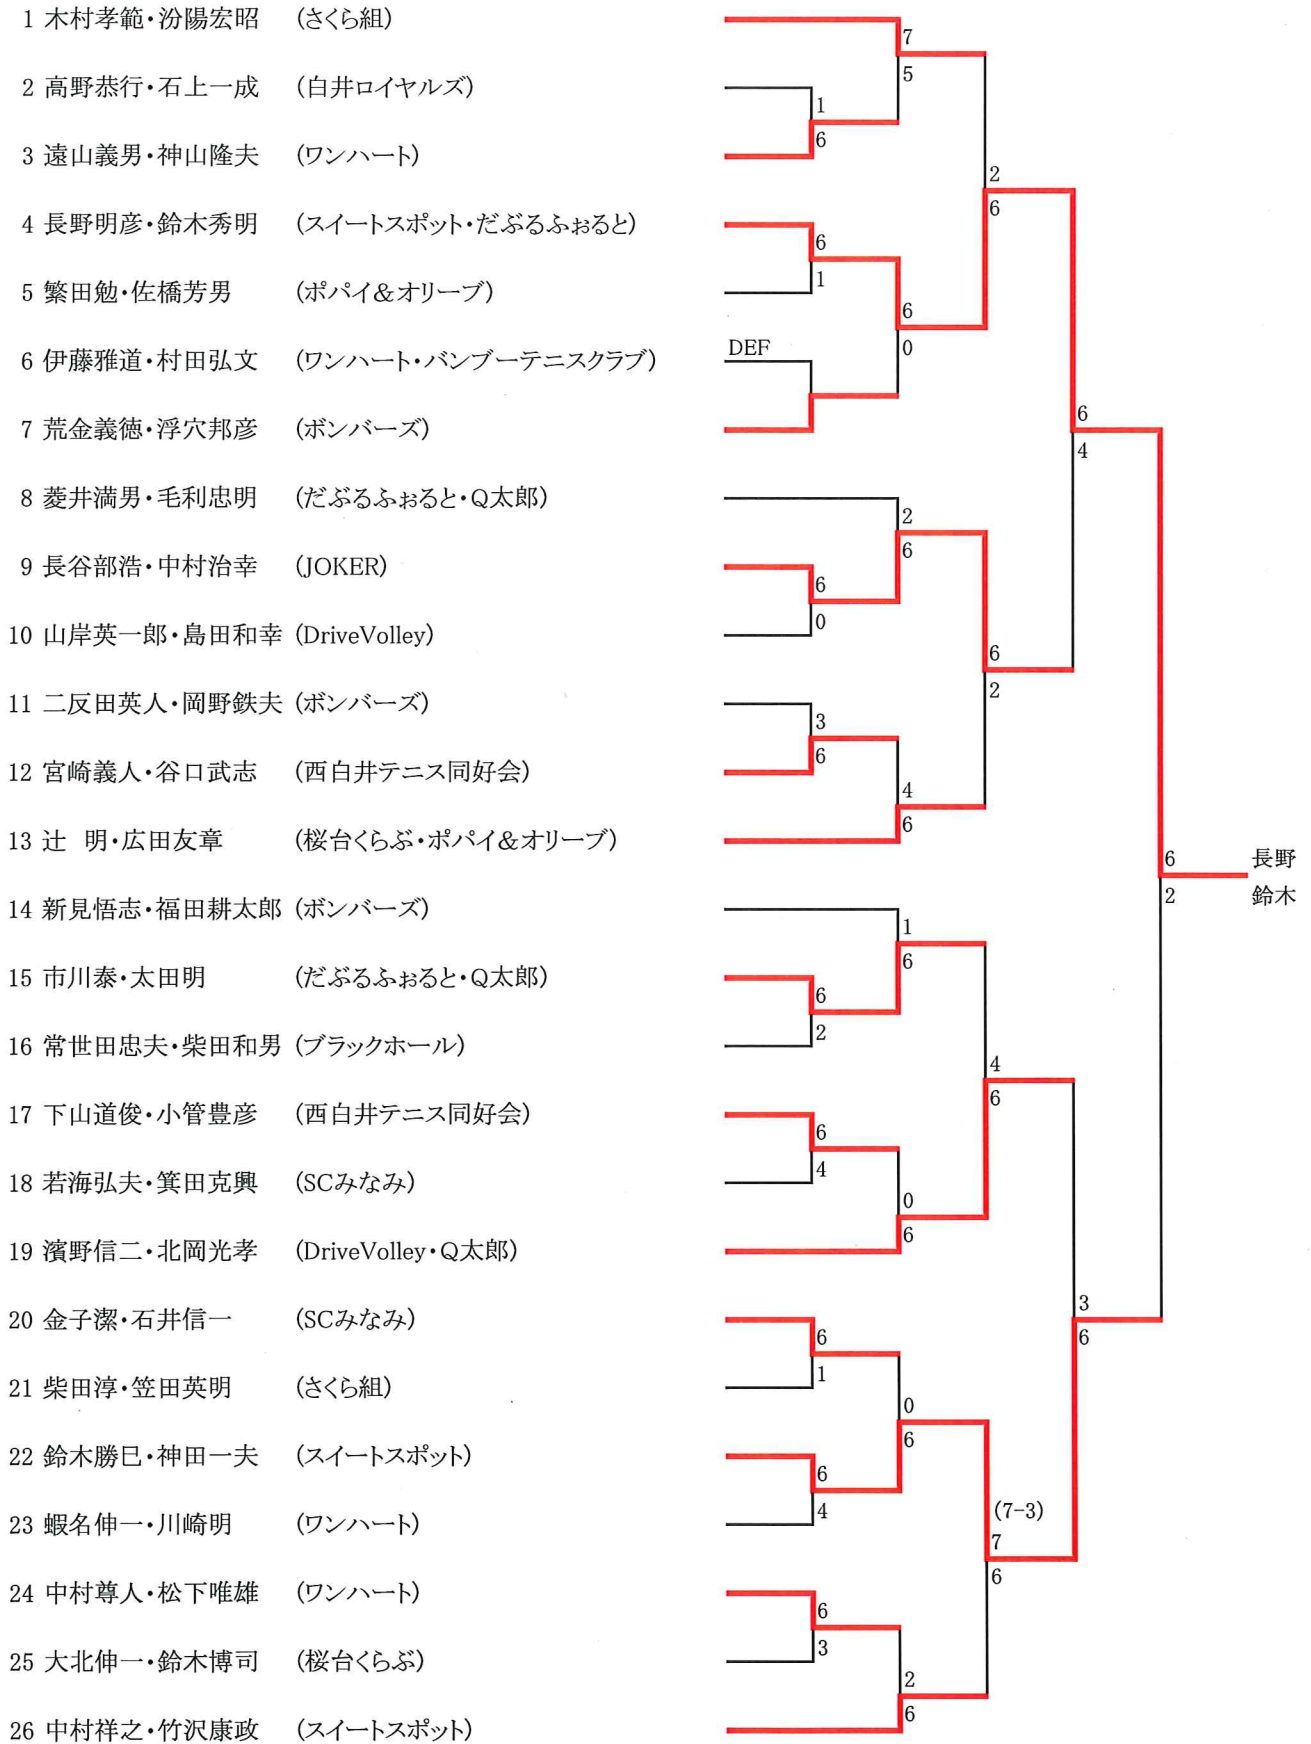 1 木村孝範・汾陽宏昭 (さくら組)
7
5
2 高野恭行・石上一成 (白井ロイヤルズ)
1
6
3 遠山義男・神山隆夫 (ワンハート)
2
6
4 長野明彦・鈴木秀明 (スイートスポット・だぶるふぉると)
6
1
5 繁田勉・佐橋芳男 (ポパイ&オリーブ)
6
0
6 伊藤雅道・村田弘文 (ワンハート・バンブーテニスクラブ) DEF
7 荒金義徳・浮穴邦彦 (ボンバーズ)
6
4
8 菱井満男・毛利忠明 (だぶるふぉると・Q太郎)
2
6
9 長谷部浩・中村治幸 (JOKER)
6
0
10 山岸英一郎・島田和幸 (DriveVolley)
6
2
11 二反田英人・岡野鉄夫 (ボンバーズ)
3
6
12 宮崎義人・谷口武志 (西白井テニス同好会)
4
6
13 辻 明・広田友章 (桜台くらぶ・ポパイ&オリーブ)
6 長野
2 鈴木
14 新見悟志・福田耕太郎 (ボンバーズ)
1
6
15 市川泰・太田明 (だぶるふぉると・Q太郎)
6
2
16 常世田忠夫・柴田和男 (ブラックホール)
4
6
17 下山道俊・小管豊彦 (西白井テニス同好会)
6
4
18 若海弘夫・箕田克興 (SCみなみ)
0
6
19 濱野信二・北岡光孝 (DriveVolley・Q太郎)
3
6
20 金子潔・石井信一 (SCみなみ)
6
1
21 柴田淳・笠田英明 (さくら組)
0
6
22 鈴木勝巳・神田一夫 (スイートスポット)
6
4
23 蝦名伸一・川崎明 (ワンハート)
(7-3)
7
6
24 中村尊人・松下唯雄 (ワンハート)
6
3
25 大北伸一・鈴木博司 (桜台くらぶ)
2
6
26 中村祥之・竹沢康政 (スイートスポット)